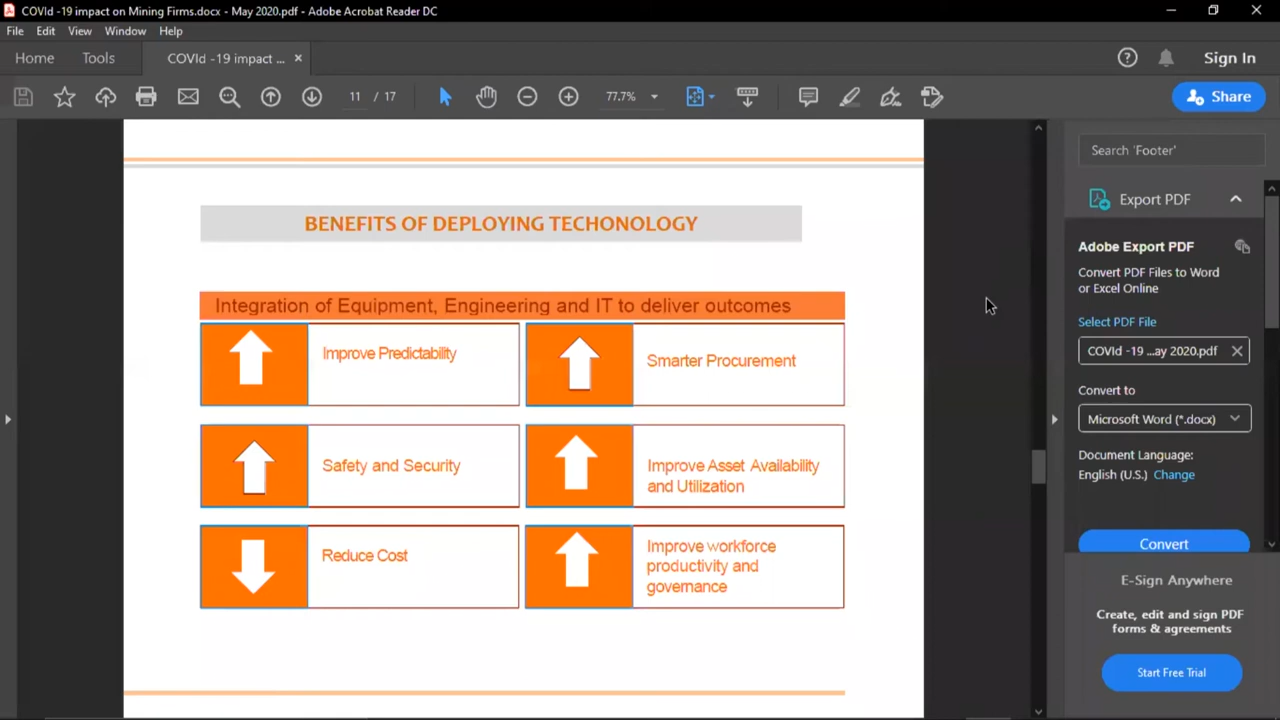 COVId -19 impact on Mining Firms.docx - May 2020.pdf - Adobe Acrobat Reader DC
File Edit View Window Help
Home Tools COVId -19 impact ... ×
Sign In
11 / 17
77.7%
Share
Search 'Footer'
Export PDF
Adobe Export PDF
Convert PDF Files to Word
or Excel Online
Select PDF File
COVId -19 ...ay 2020.pdf
Convert to
Microsoft Word (*.docx)
Document Language:
English (U.S.) Change
Convert
E-Sign Anywhere
Create, edit and sign PDF
forms & agreements
Start Free Trial
BENEFITS OF DEPLOYING TECHONOLOGY
Integration of Equipment, Engineering and IT to deliver outcomes
Improve Predictability
Smarter Procurement
Safety and Security
Improve Asset Availability
and Utilization
Reduce Cost
Improve workforce
productivity and
governance